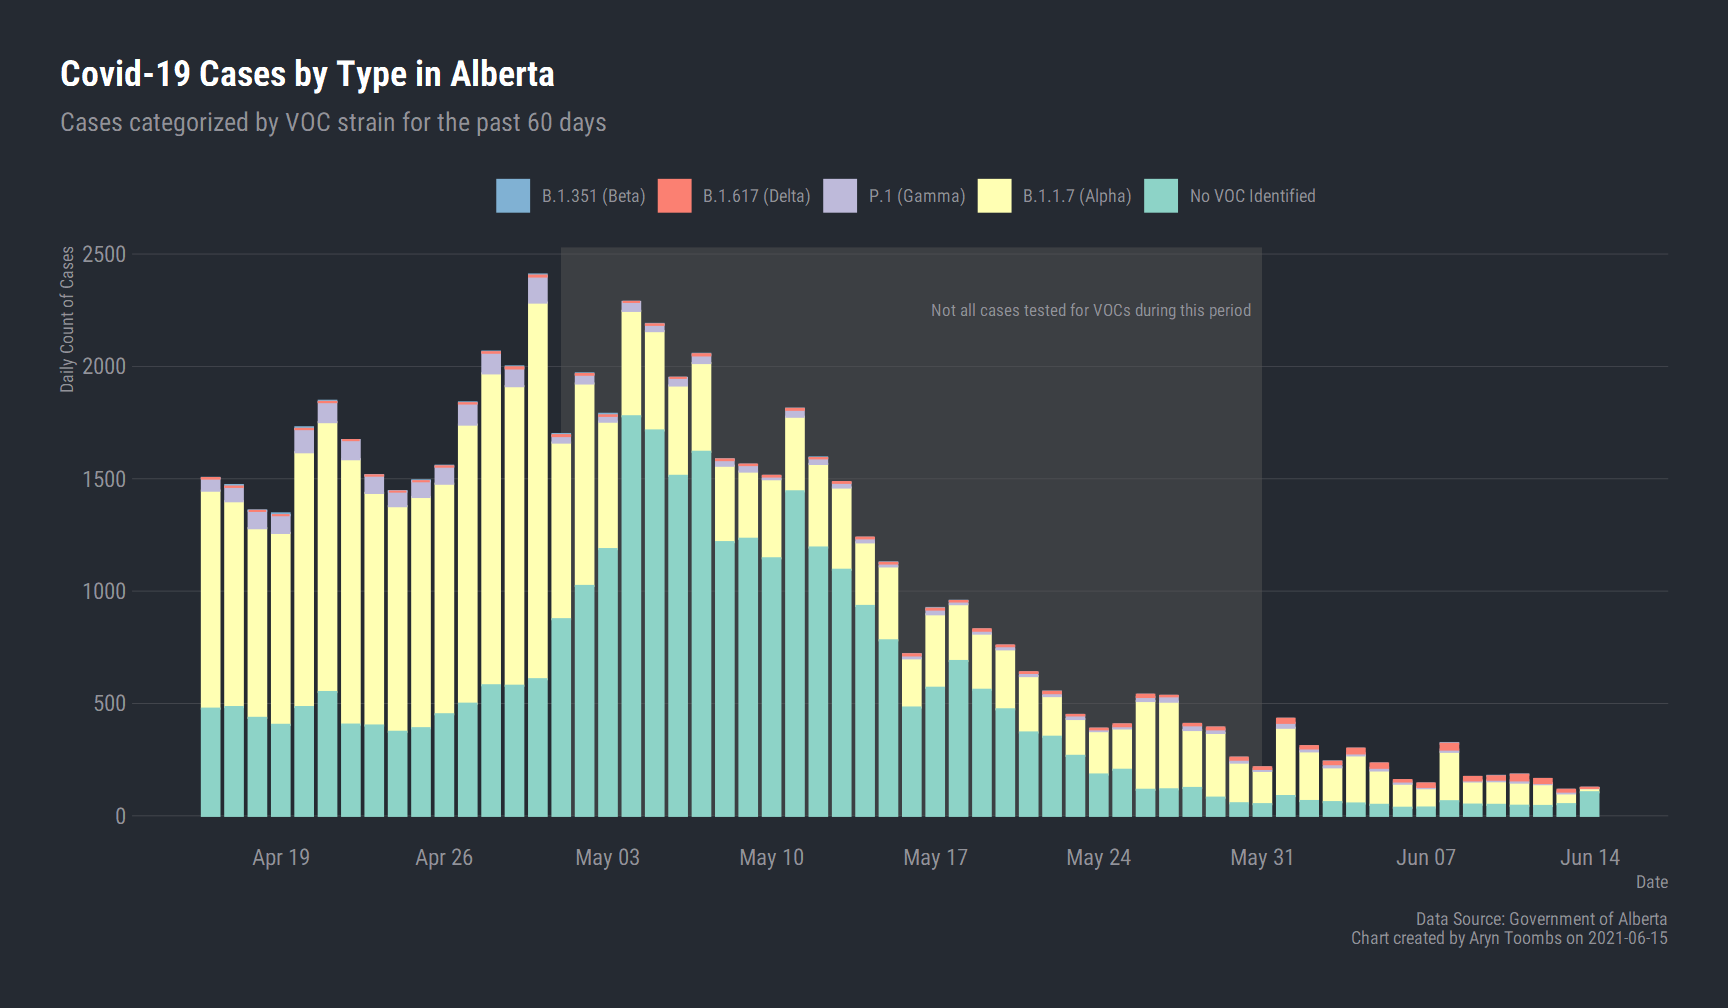 Covid-19 Cases by Type in Alberta
Cases categorized by VOC strain for the past 60 days
B.1.351 (Beta) B.1.617 (Delta) P.1 (Gamma) B.1.1.7 (Alpha) No VOC Identified
Daily Count of Cases
2500
2000
1500
1000
500
0
Not all cases tested for VOCs during this period
Apr 19 Apr 26 May 03 May 10 May 17 May 24 May 31 Jun 07 Jun 14
Date
Data Source: Government of Alberta
Chart created by Aryn Toombs on 2021-06-15